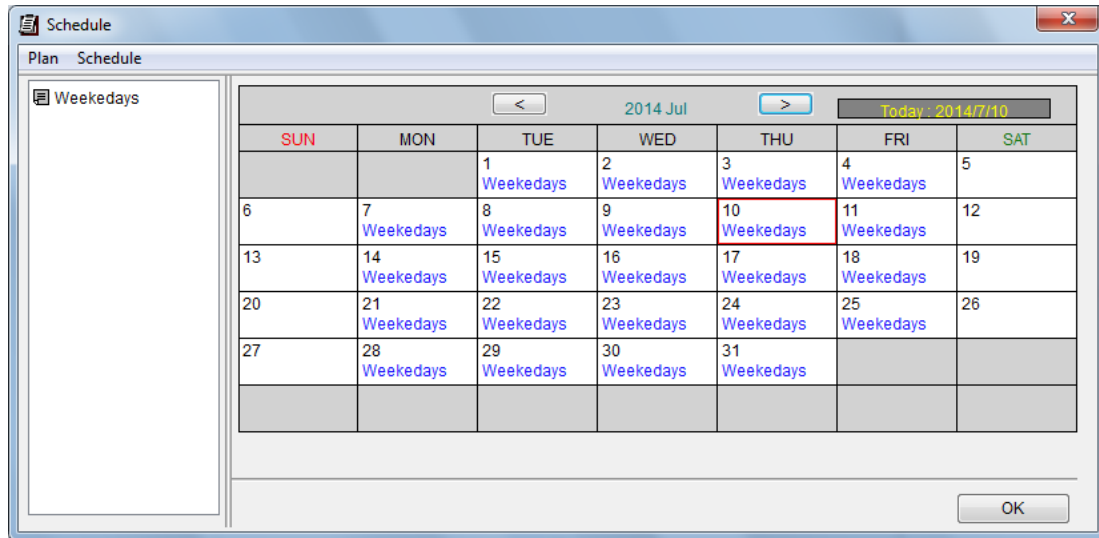 Schedule
Plan Schedule
Weekedays
< 2014 Jul > Today : 2014/7/10
SUN MON TUE WED THU FRI SAT
1 2 3 4 5
Weekedays Weekedays Weekedays Weekedays
6 7 8 9 10 11 12
Weekedays Weekedays Weekedays Weekedays Weekedays
13 14 15 16 17 18 19
Weekedays Weekedays Weekedays Weekedays Weekedays
20 21 22 23 24 25 26
Weekedays Weekedays Weekedays Weekedays Weekedays
27 28 29 30 31
Weekedays Weekedays Weekedays Weekedays
OK